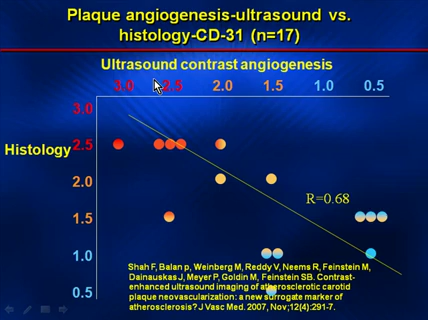 Plaque angiogenesis-ultrasound vs.
histology-CD-31 (n=17)
Ultrasound contrast angiogenesis
3.0 2.5 2.0 1.5 1.0 0.5
3.0
Histology 2.5
2.0
R=0.68
1.5
1.0
Shah F, Balan p, Weinberg M, Reddy V, Neems R, Feinstein M,
Dainauskas J, Meyer P, Goldin M, Feinstein SB. Contrast-
enhanced ultrasound imaging of atherosclerotic carotid
plaque neovascularization: a new surrogate marker of
atherosclerosis? J Vasc Med. 2007, Nov;12(4):291-7.
0.5